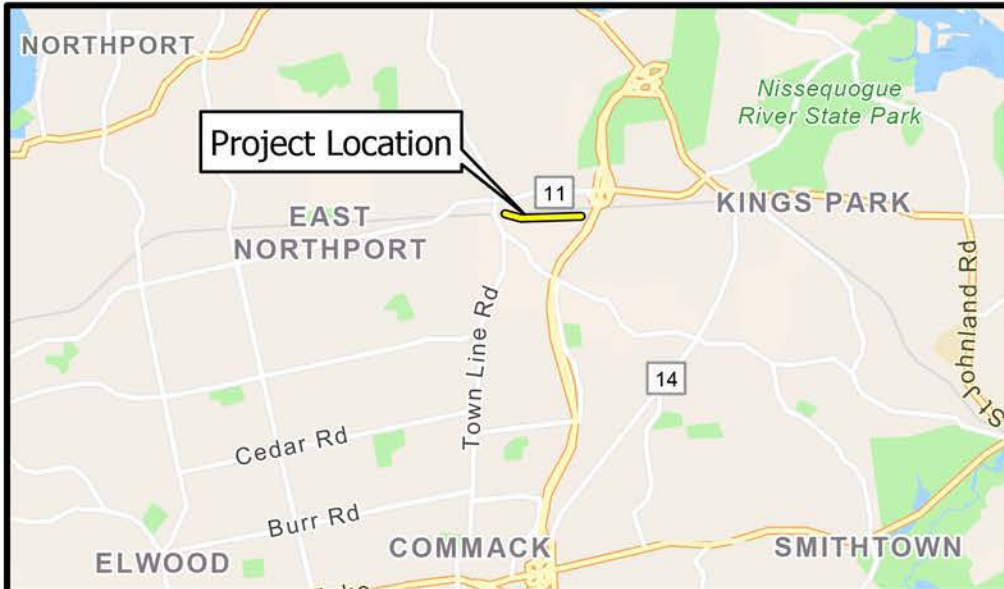 NORTHPORT
Nissequogue
River State Park
Project Location
11
EAST
NORTHPORT
KINGS PARK
Town Line Rd
St Johnland Rd
14
Cedar Rd
Burr Rd
ELWOOD
COMMACK
SMITHTOWN